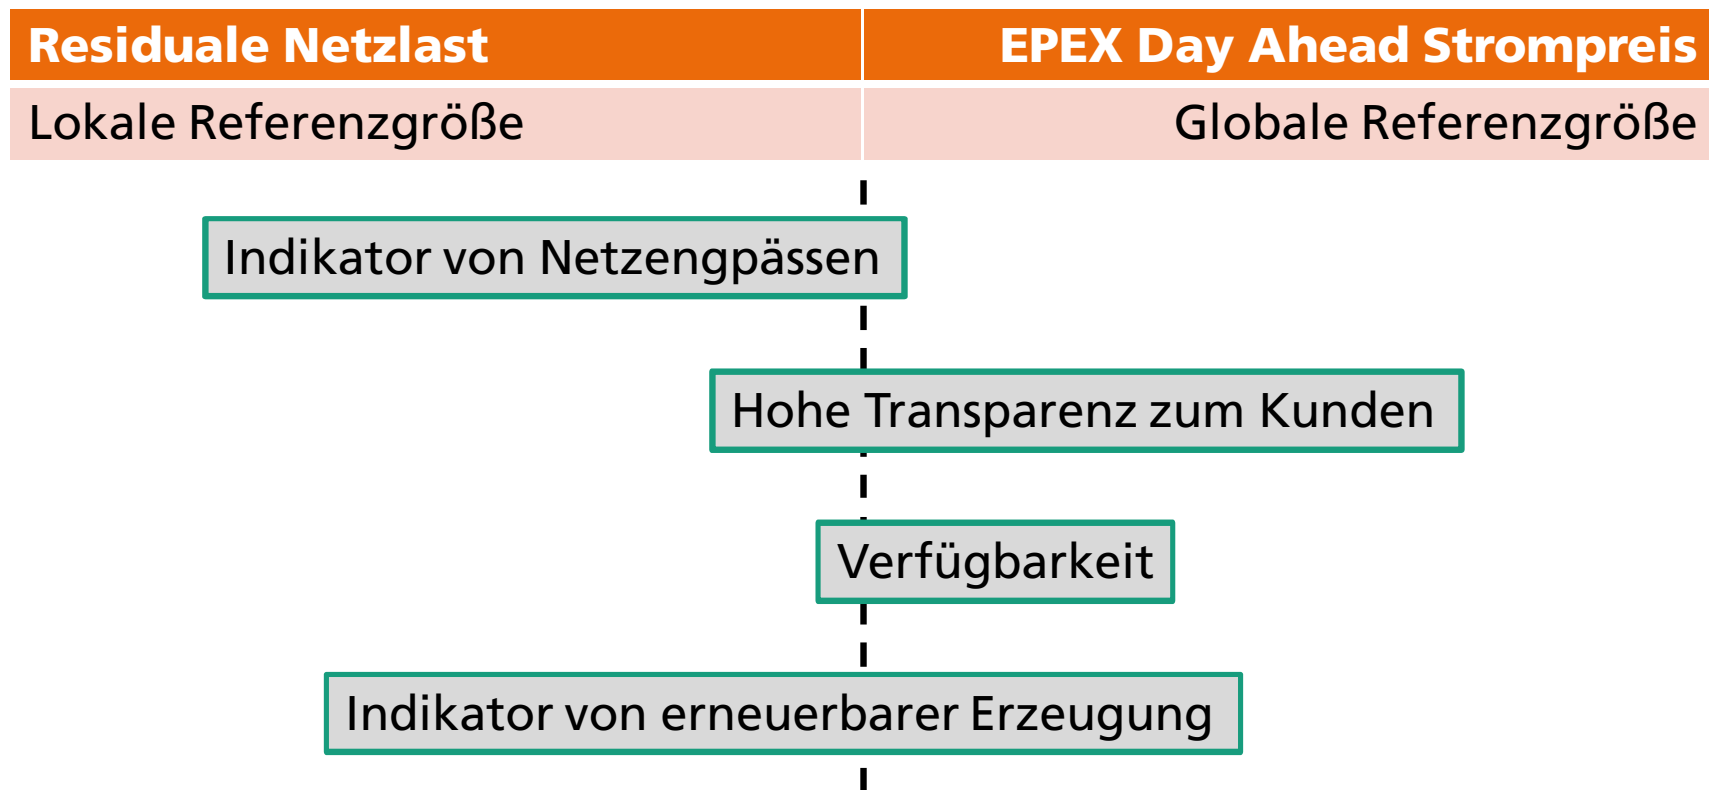 Residuale Netzlast
EPEX Day Ahead Strompreis
Lokale Referenzgröße
Globale Referenzgröße
Indikator von Netzengpässen
Hohe Transparenz zum Kunden
Verfügbarkeit
Indikator von erneuerbarer Erzeugung